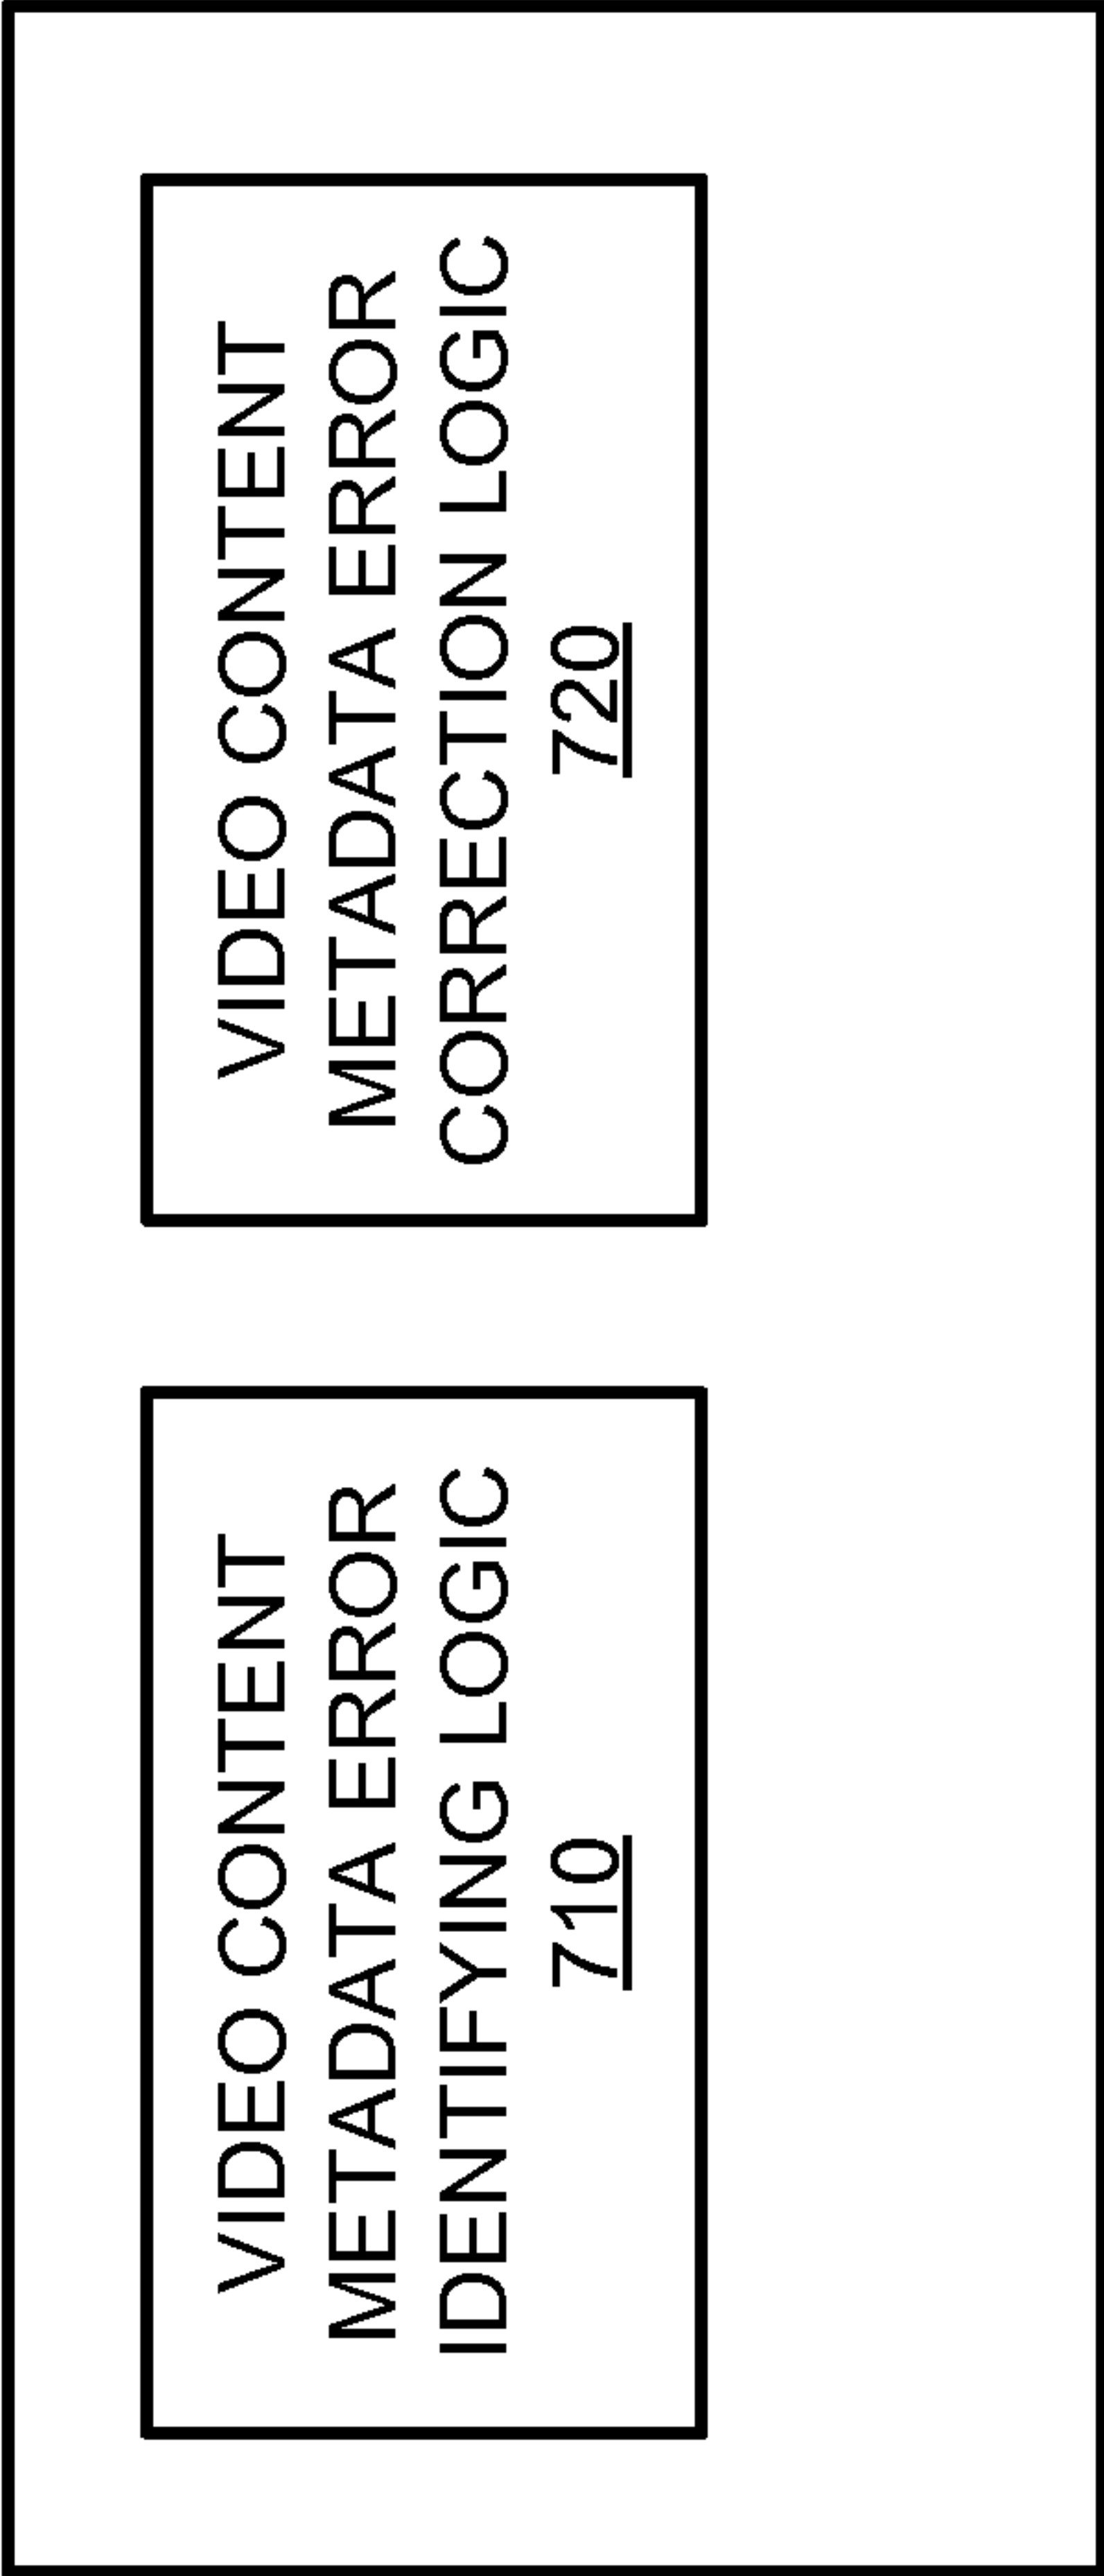 VIDEO CONTENT
METADATA ERROR
IDENTIFYING LOGIC
710
VIDEO CONTENT
METADATA ERROR
CORRECTION LOGIC
720